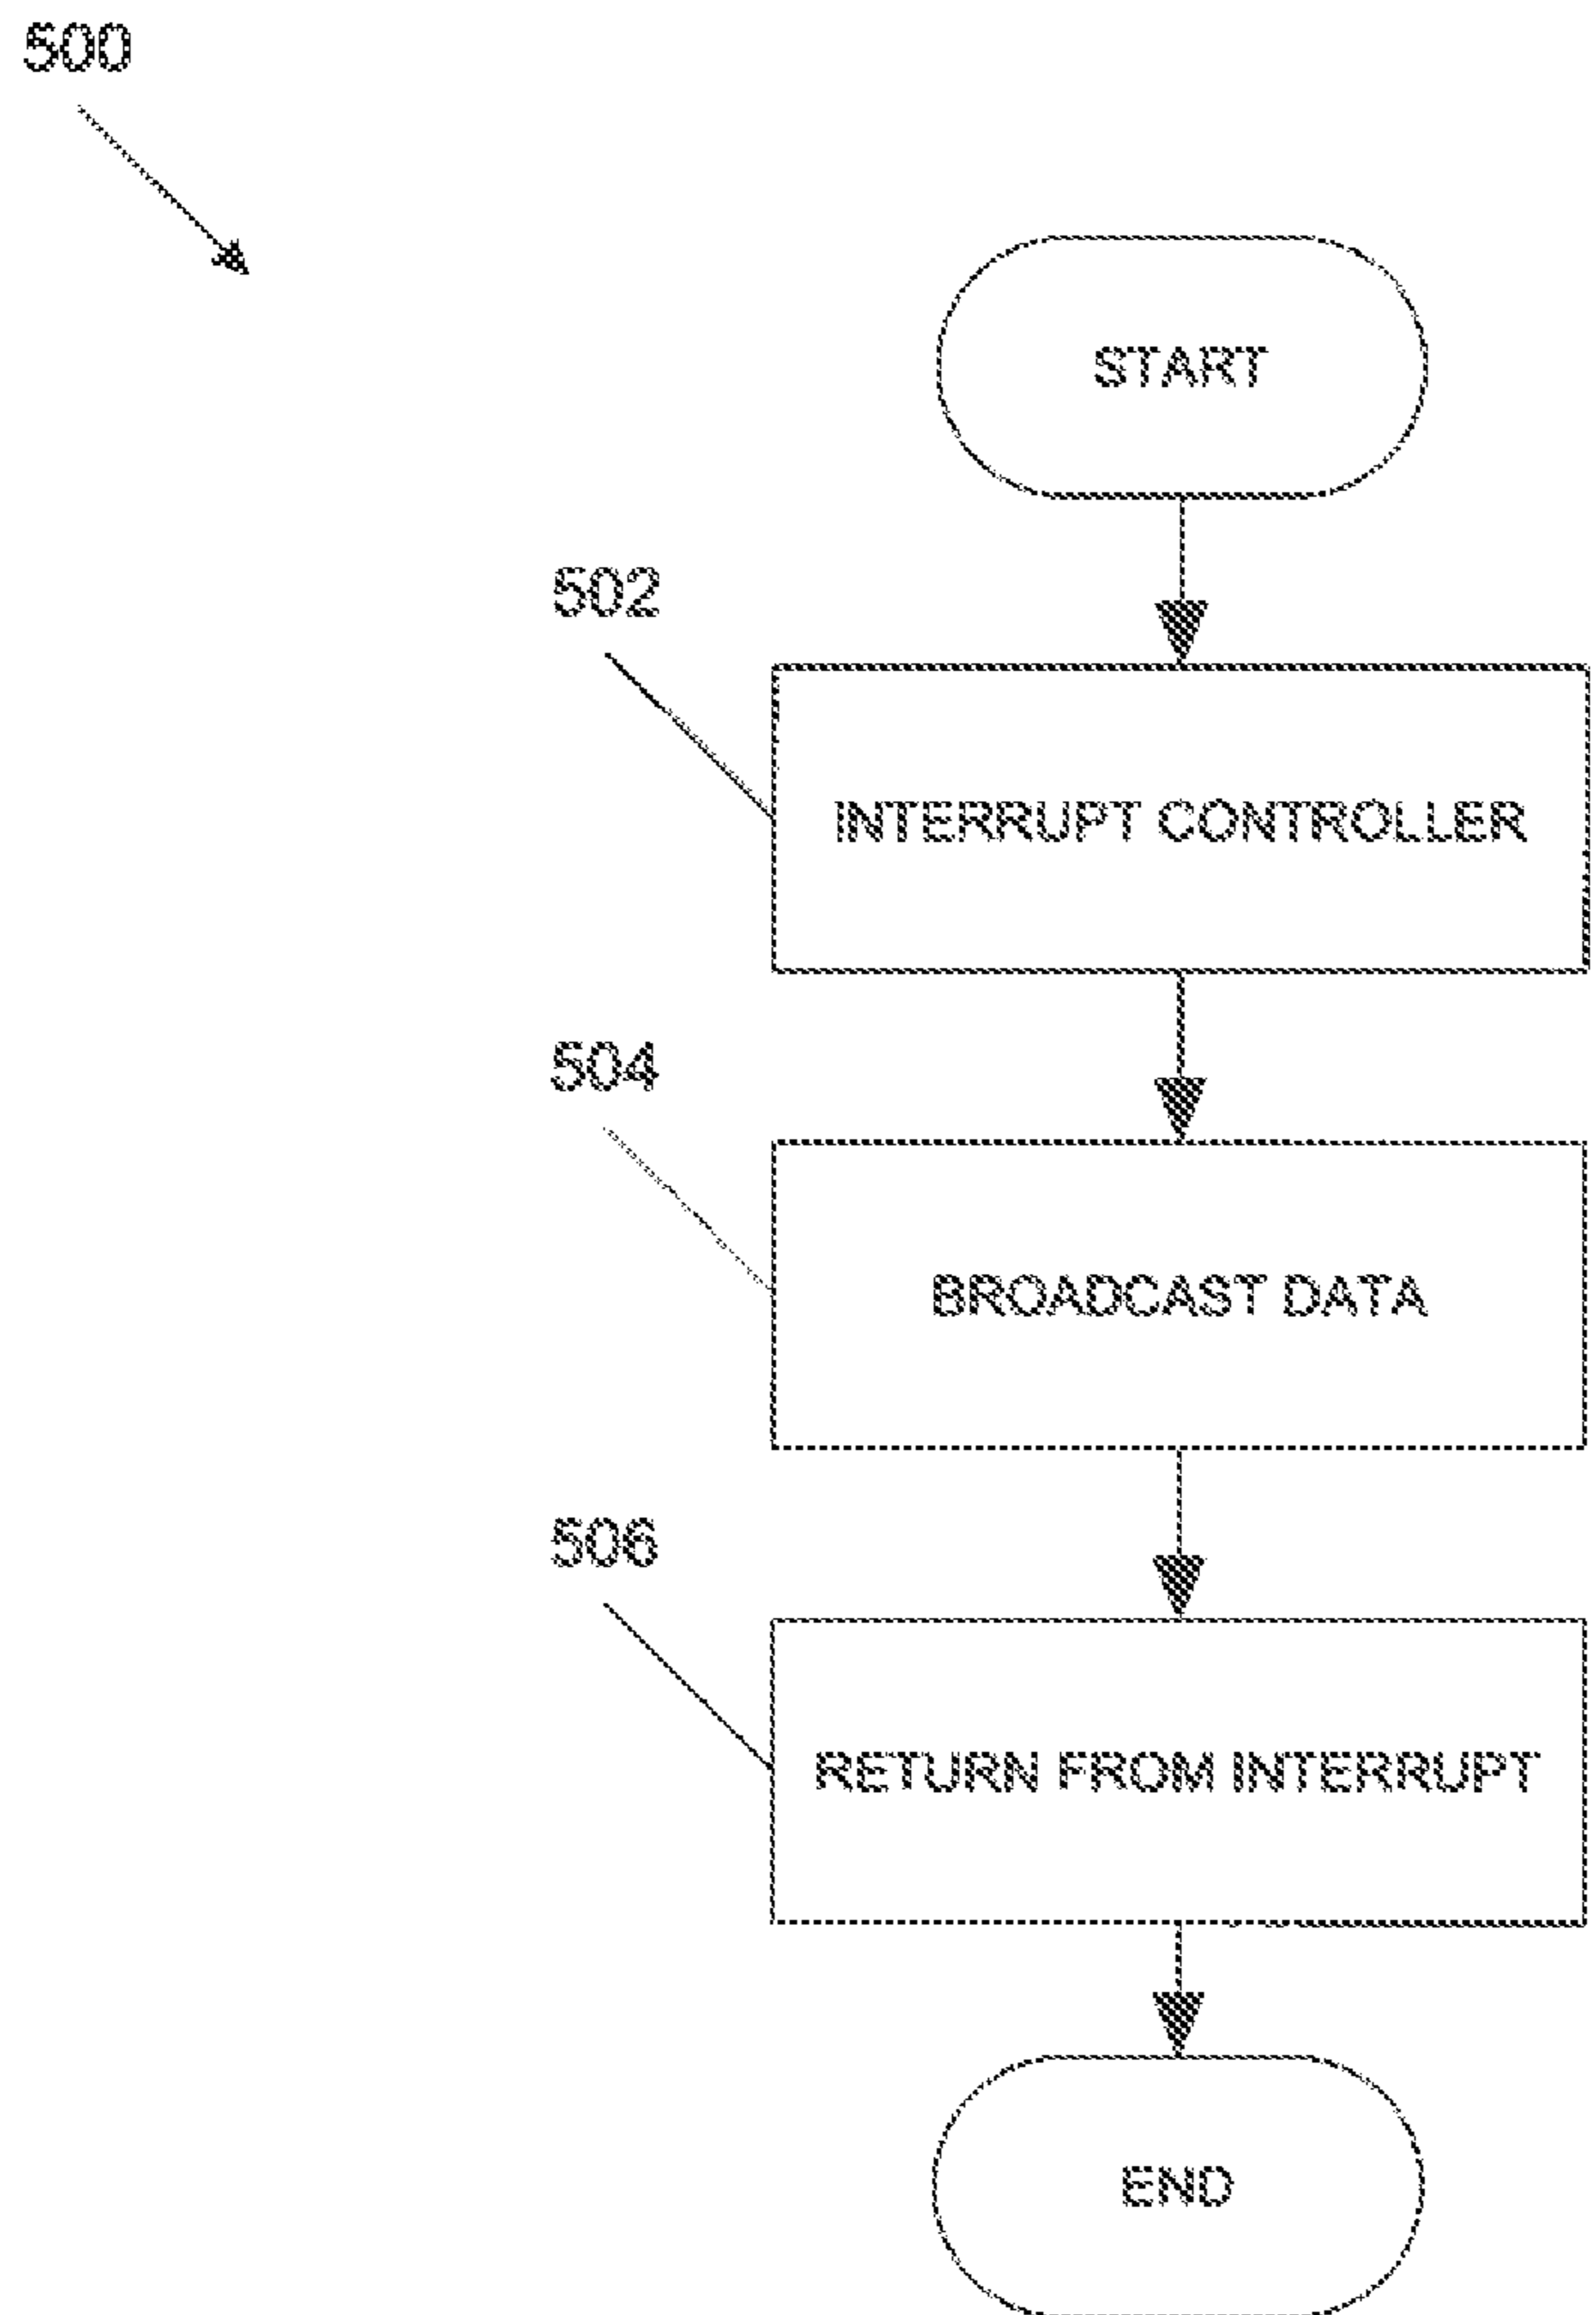 500
START
502
INTERRUPT CONTROLLER
504
BROADCAST DATA
506
RETURN FROM INTERRUPT
END